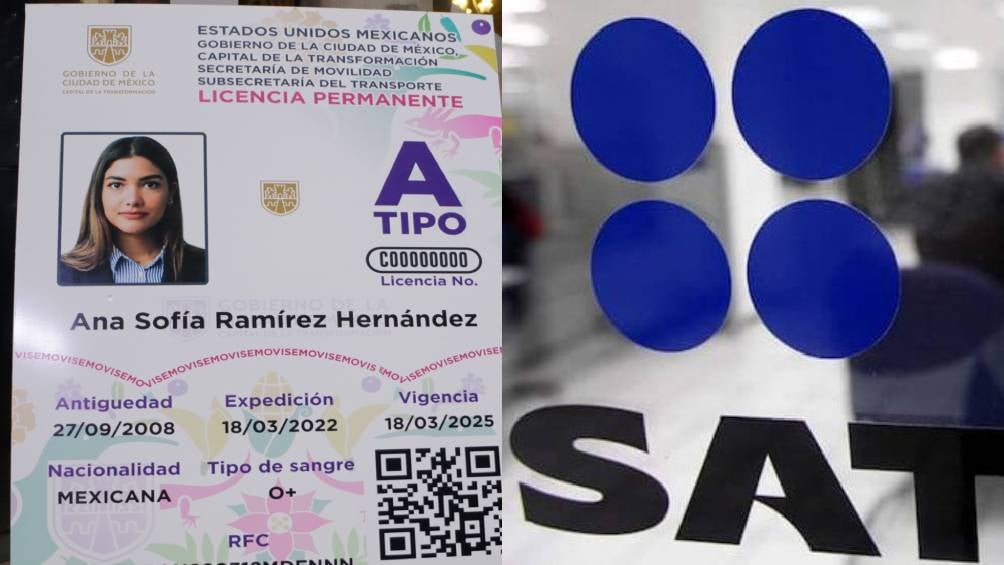 ESTADOS UNIDOS MEXICANOS
GOBIERNO DE LA CIUDAD DE MÉXICO,
CAPITAL DE LA TRANSFORMACIÓN
SECRETARÍA DE MOVILIDAD
SUBSECRETARÍA DEL TRANSPORTE
LICENCIA PERMANENTE
GOBIERNO DE LA
CIUDAD DE MÉXICO
CAPITAL DE LA TRANSFORMACIÓN
A
TIPO
C00000000
Licencia No.
GOBIERNO DE LA
Ana Sofía Ramírez Hernández
Antiguedad
Expedición
Vigencia
27/09/2008
18/03/2022
18/03/2025
Nacionalidad
Tipo de sangre
MEXICANA
O+
RFC
SAT